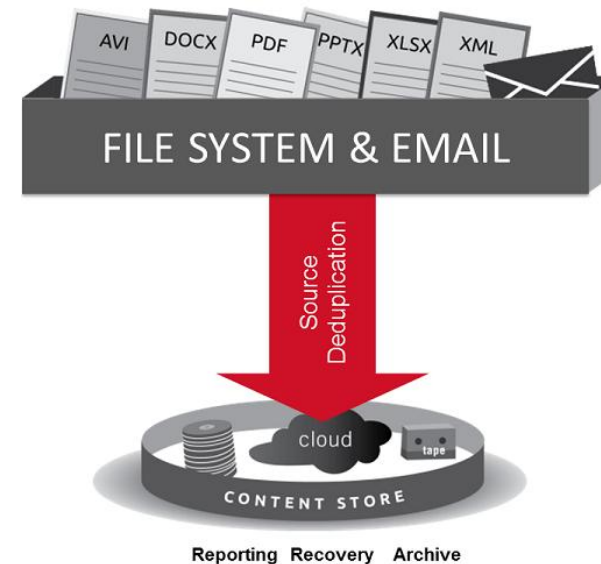 AVI DOCX PDF PPTX XLSX XML
FILE SYSTEM & EMAIL
Source
Deduplication
cloud
tape
CONTENT STORE
Reporting Recovery Archive